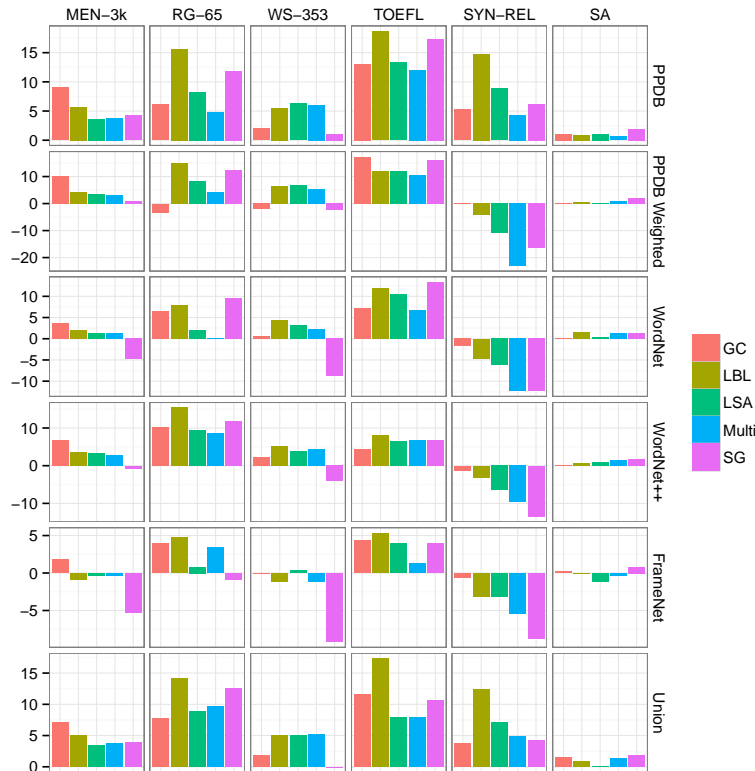 MEN−3k RG−65 WS−353 TOEFL SYN−REL SA
15
10
5
0
PPDB
10
0
−10
−20
PPDB Weighted
10
5
0
−5
−10
WordNet
GC
LBL
LSA
Multi
SG
10
0
−10
WordNet++
5
0
−5
FrameNet
15
10
5
0
Union